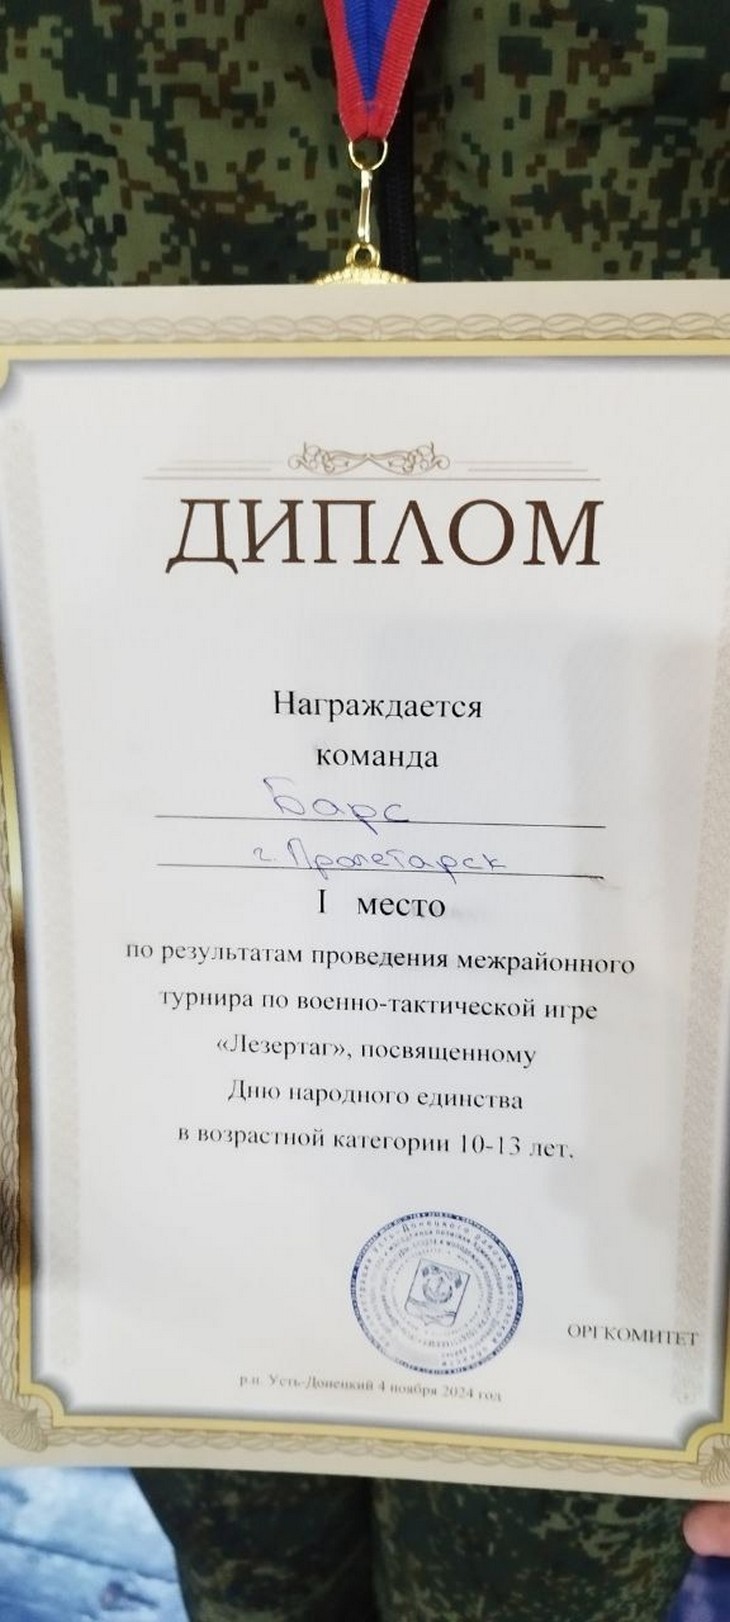 ДИПЛОМ
Награждается
команда
Барс
г. Пролетарск
I место
по результатам проведения межрайонного
турнира по военно-тактической игре
«Лезертаг», посвященному
Дню народного единства
в возрастной категории 10-13 лет.
ОРГКОМИТЕТ
р.п. Усть-Донецкий 4 ноября 2024 год